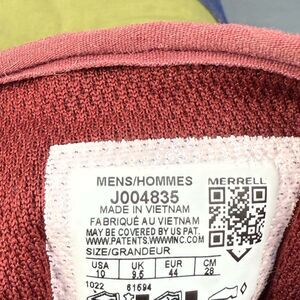 MENS/HOMMES
MERRELL
J004835
MADE IN VIETNAM
FABRIQUÉ AU VIETNAM
MAY BE COVERED BY US PATENTS
WWW.PATENTS.WWWINC.COM
SIZE/GRANDEUR
USA UK EUR CM
10 9.5 44 28
1022 61594